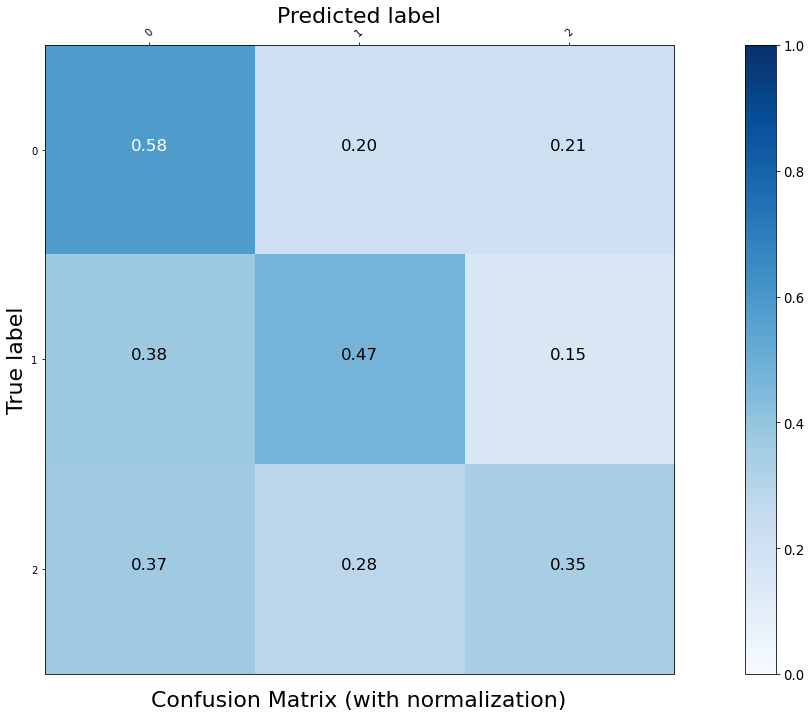 Predicted label
0 1 2
1.0
0 0.58 0.20 0.21
0.8
0.6
True label
1 0.38 0.47 0.15
0.4
0.2
2 0.37 0.28 0.35
0.0
Confusion Matrix (with normalization)